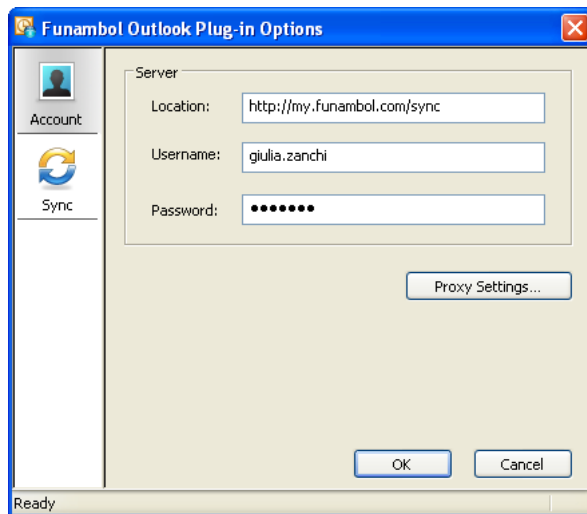 Funambol Outlook Plug-in Options
Account
Sync
Server
Location: http://my.funambol.com/sync
Username: giulia.zanchi
Password: •••••••
Proxy Settings...
OK Cancel
Ready